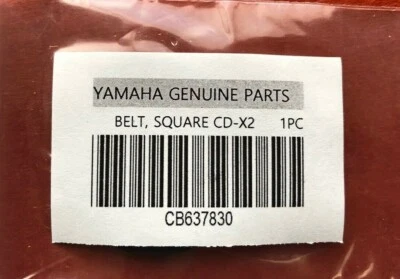 YAMAHA GENUINE PARTS
BELT, SQUARE CD-X2 1PC
CB637830